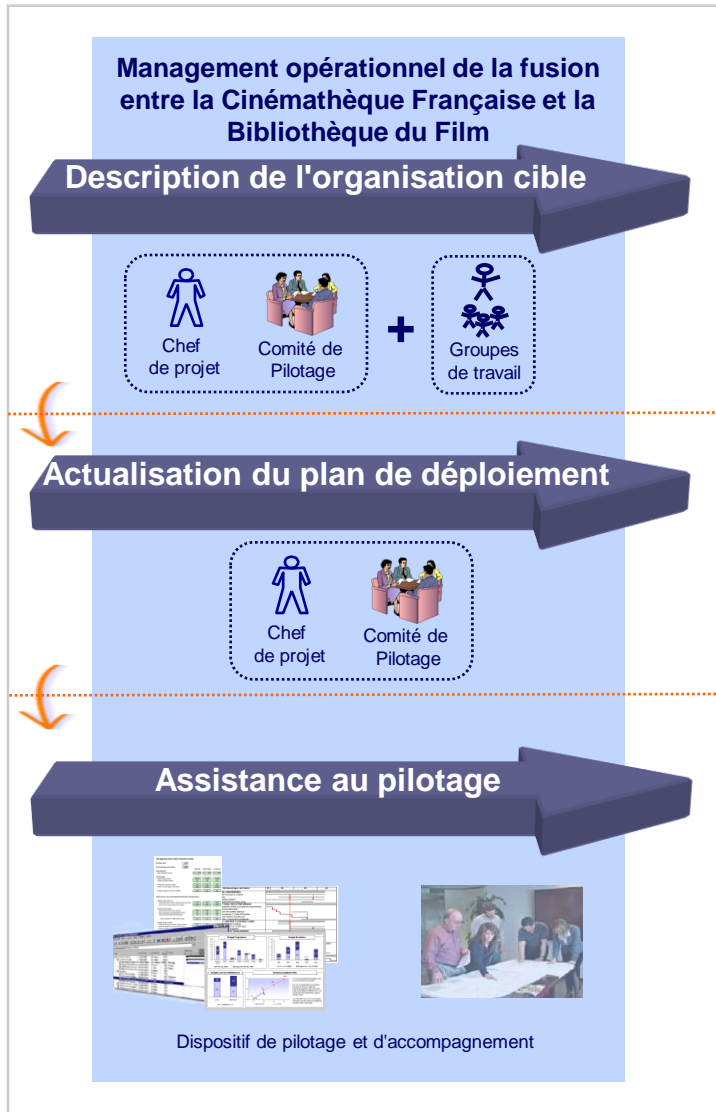 Management opérationnel de la fusion
entre la Cinémathèque Française et la
Bibliothèque du Film
Description de l'organisation cible
Chef
de projet
Comité de
Pilotage
+
Groupes
de travail
Actualisation du plan de déploiement
Chef
de projet
Comité de
Pilotage
Assistance au pilotage
Dispositif de pilotage et d'accompagnement